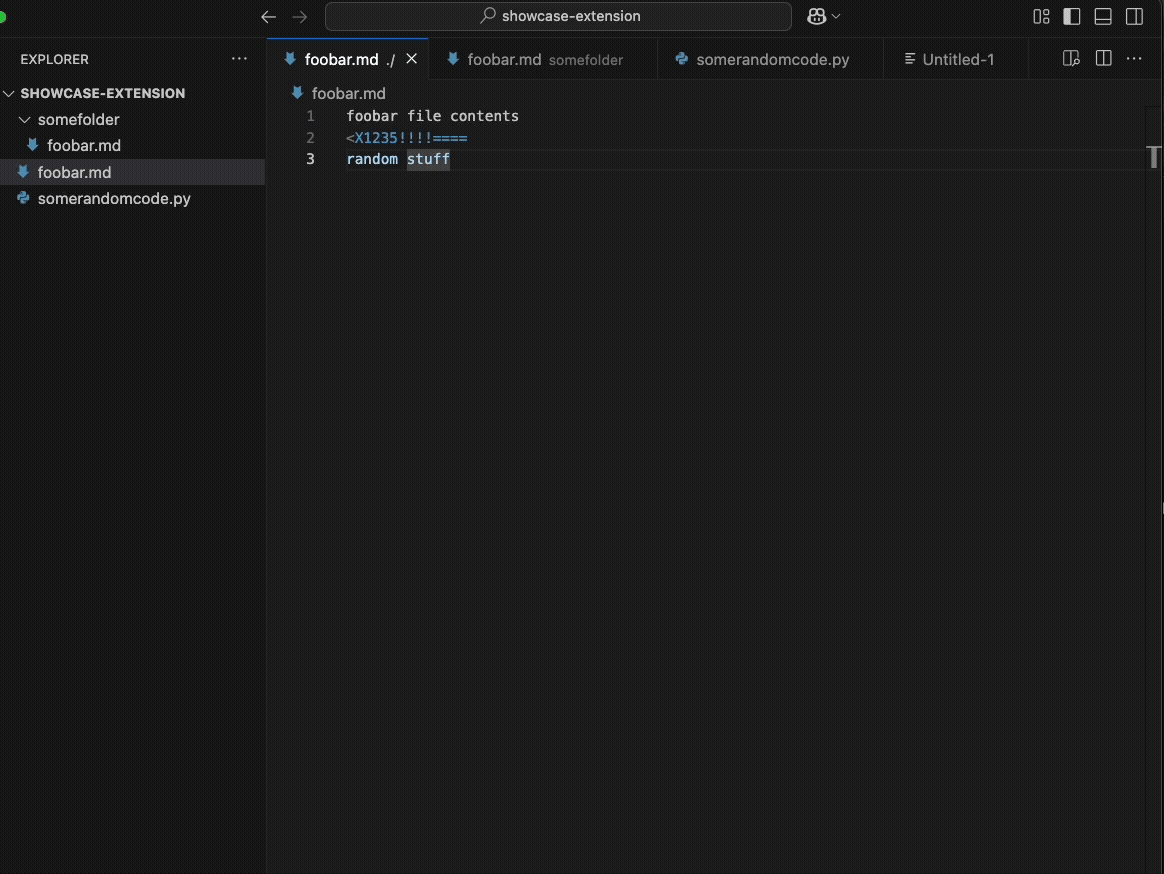 showcase-extension
EXPLORER
foobar.md ./
foobar.md somefolder
somerandomcode.py
Untitled-1
SHOWCASE-EXTENSION
somefolder
foobar.md
foobar.md
somerandomcode.py
foobar.md
1 foobar file contents
2 <X1235!!!!====
3 random stuff